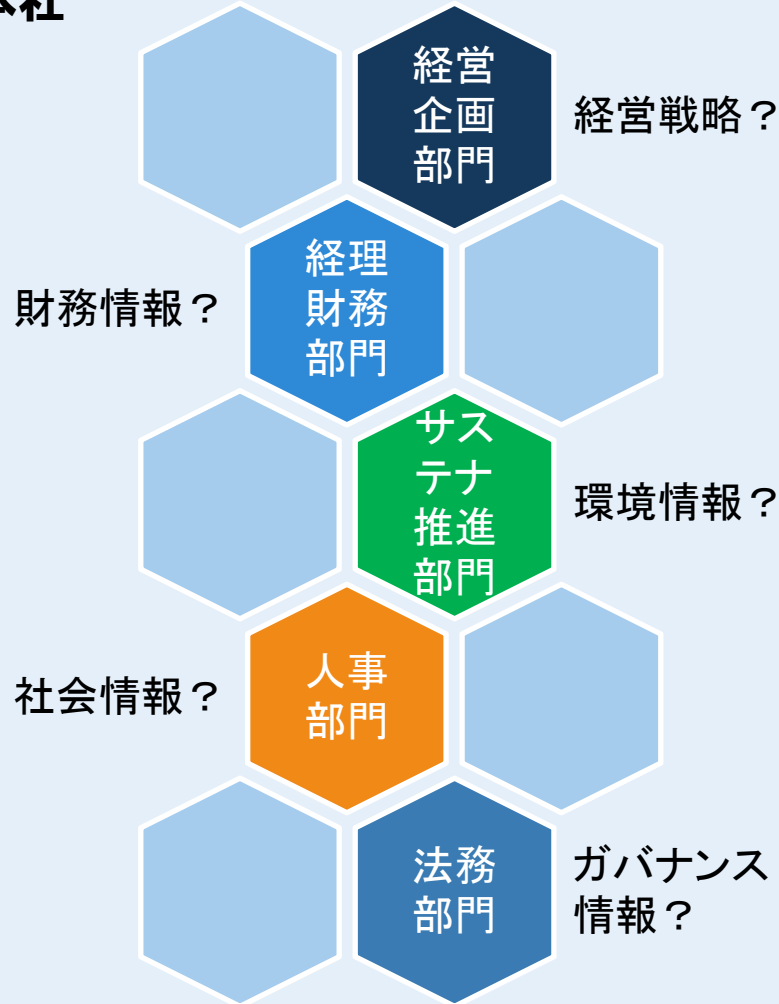 本社
経営
企画
部門
経営戦略？
経理
財務
部門
財務情報？
サス
テナ
推進
部門
環境情報？
人事
部門
社会情報？
法務
部門
ガバナンス
情報？